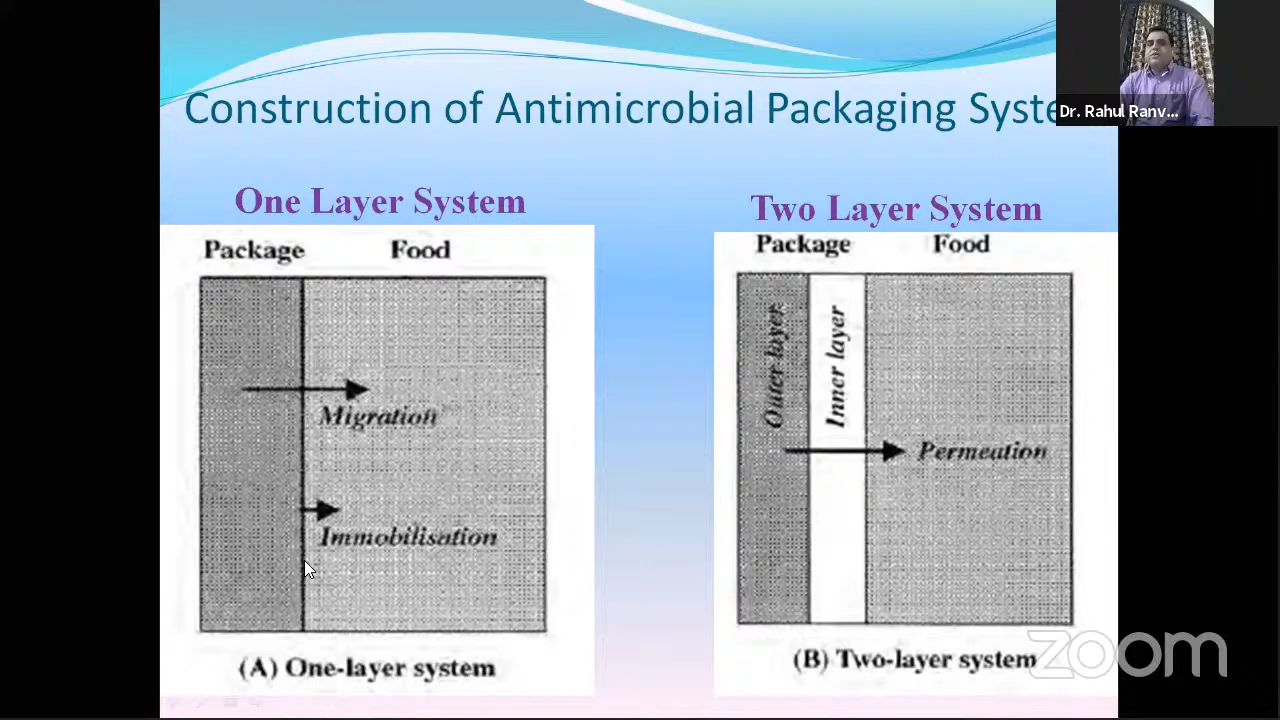 Construction of Antimicrobial Packaging Syste
Dr. Rahul Ranv...
One Layer System
Two Layer System
Package Food
Migration
Immobilisation
(A) One-layer system
Package Food
Outer layer
Inner layer
Permeation
(B) Two-layer system
zoom